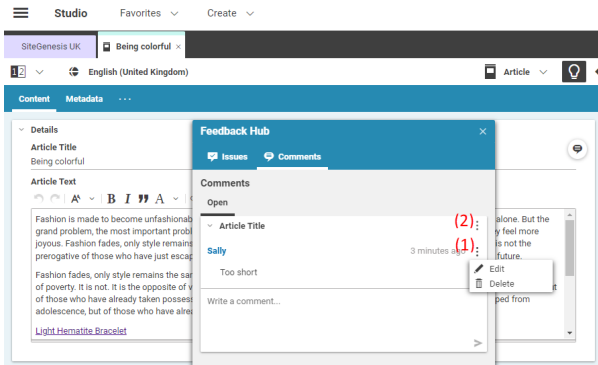 Studio Favorites Create
SiteGenesis UK Being colorful ×
12 English (United Kingdom) Article
Content Metadata ...
Details
Article Title
Being colorful
Article Text
B I A
Feedback Hub ×
Issues Comments
Comments
Open
Article Title (2)
Sally 3 minutes ago (1)
Too short
Edit
Delete
Write a comment...
Fashion is made to become unfashionab alone. But the
grand problem, the most important probl feel more
joyous. Fashion fades, only style remains is not the
prerogative of those who have just escap future.
Fashion fades, only style remains the sar
of poverty. It is not. It is the opposite of v t
of those who have already taken possess ped from
adolescence, but of those who have alrea
Light Hematite Bracelet